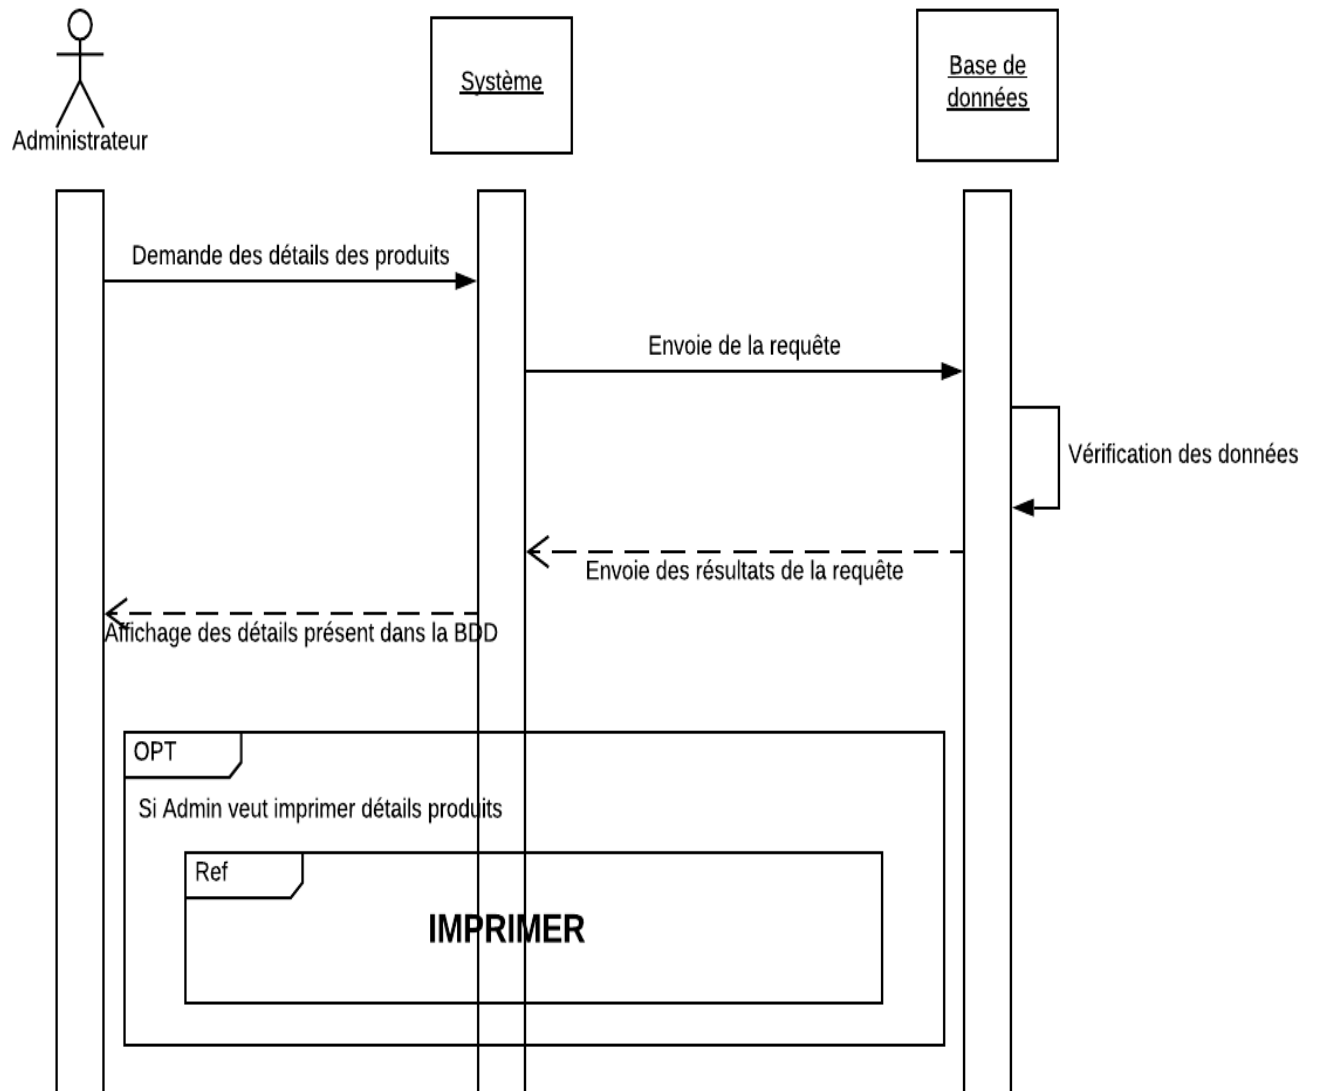 Administrateur
Système
Base de
données
Demande des détails des produits
Envoie de la requête
Vérification des données
Envoie des résultats de la requête
Affichage des détails présent dans la BDD
OPT
Si Admin veut imprimer détails produits
Ref
IMPRIMER